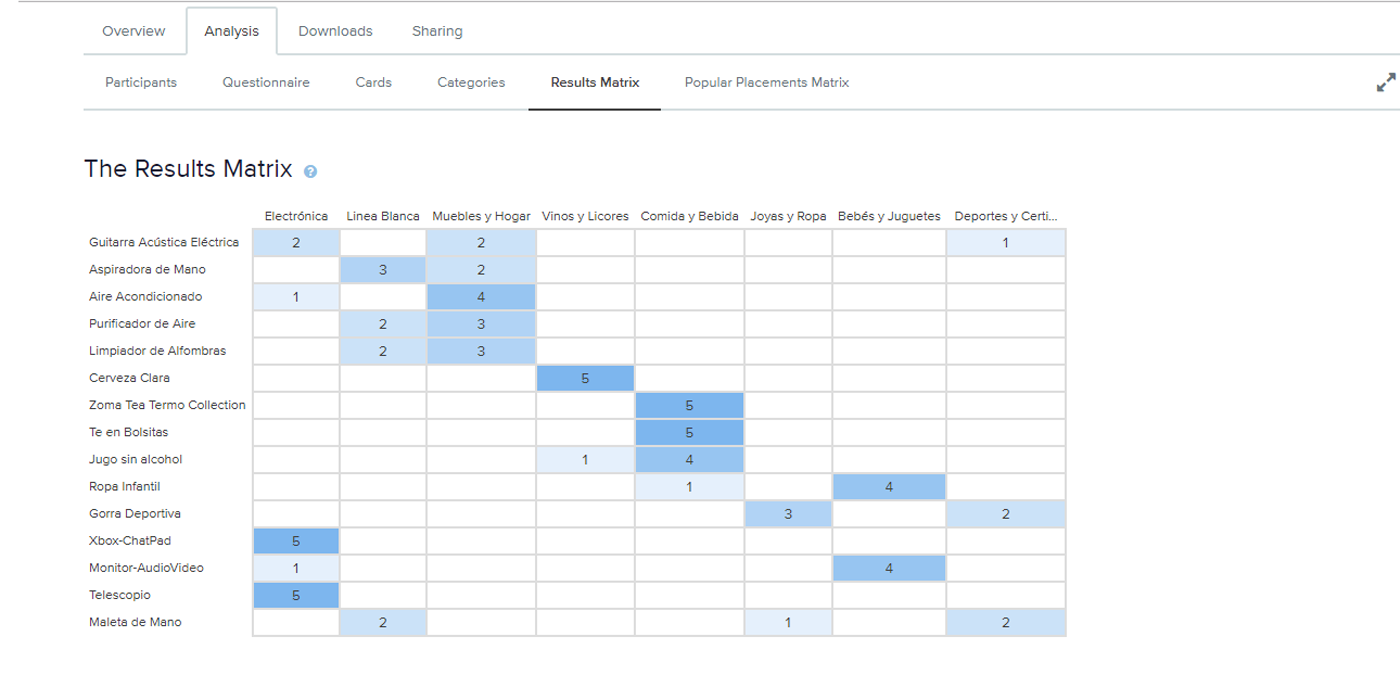 Overview Analysis Downloads Sharing
Participants Questionnaire Cards Categories Results Matrix Popular Placements Matrix
The Results Matrix ?
Electrónica Linea Blanca Muebles y Hogar Vinos y Licores Comida y Bebida Joyas y Ropa Bebés y Juguetes Deportes y Certi...
Guitarra Acústica Eléctrica 2 2 1
Aspiradora de Mano 3 2
Aire Acondicionado 1 4
Purificador de Aire 2 3
Limpiador de Alfombras 2 3
Cerveza Clara 5
Zoma Tea Termo Collection 5
Te en Bolsitas 5
Jugo sin alcohol 1 4
Ropa Infantil 1 4
Gorra Deportiva 3 2
Xbox-ChatPad 5
Monitor-AudioVideo 1 4
Telescopio 5
Maleta de Mano 2 1 2